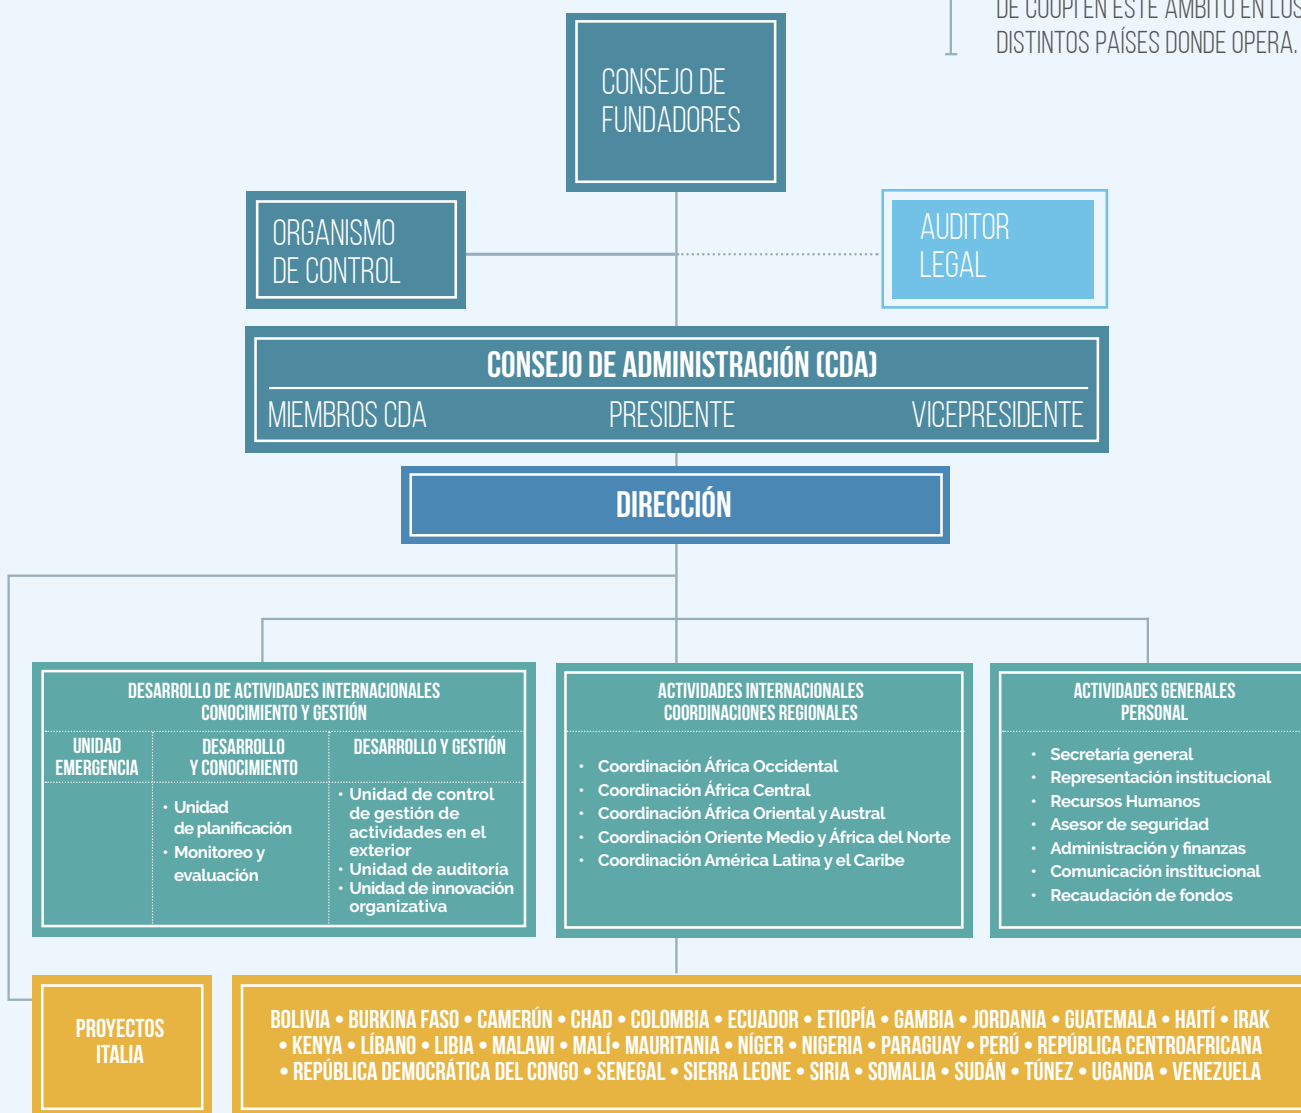 DE COOPI EN ESTE ÁMBITO EN LOS
DISTINTOS PAÍSES DONDE OPERA.
CONSEJO DE
FUNDADORES
ORGANISMO
DE CONTROL
AUDITOR
LEGAL
CONSEJO DE ADMINISTRACIÓN (CDA)
MIEMBROS CDA PRESIDENTE VICEPRESIDENTE
DIRECCIÓN
DESARROLLO DE ACTIVIDADES INTERNACIONALES
CONOCIMIENTO Y GESTIÓN
UNIDAD
EMERGENCIA
DESARROLLO
Y CONOCIMIENTO
• Unidad
de planificación
• Monitoreo y
evaluación
DESARROLLO Y GESTIÓN
• Unidad de control
de gestión de
actividades en el
exterior
• Unidad de auditoría
• Unidad de innovación
organizativa
ACTIVIDADES INTERNACIONALES
COORDINACIONES REGIONALES
• Coordinación África Occidental
• Coordinación África Central
• Coordinación África Oriental y Austral
• Coordinación Oriente Medio y África del Norte
• Coordinación América Latina y el Caribe
ACTIVIDADES GENERALES
PERSONAL
• Secretaría general
• Representación institucional
• Recursos Humanos
• Asesor de seguridad
• Administración y finanzas
• Comunicación institucional
• Recaudación de fondos
PROYECTOS
ITALIA
BOLIVIA • BURKINA FASO • CAMERÚN • CHAD • COLOMBIA • ECUADOR • ETIOPÍA • GAMBIA • JORDANIA • GUATEMALA • HAITÍ • IRAK
• KENYA • LÍBANO • LIBIA • MALAWI • MALÍ• MAURITANIA • NÍGER • NIGERIA • PARAGUAY • PERÚ • REPÚBLICA CENTROAFRICANA
• REPÚBLICA DEMOCRÁTICA DEL CONGO • SENEGAL • SIERRA LEONE • SIRIA • SOMALIA • SUDÁN • TÚNEZ • UGANDA • VENEZUELA